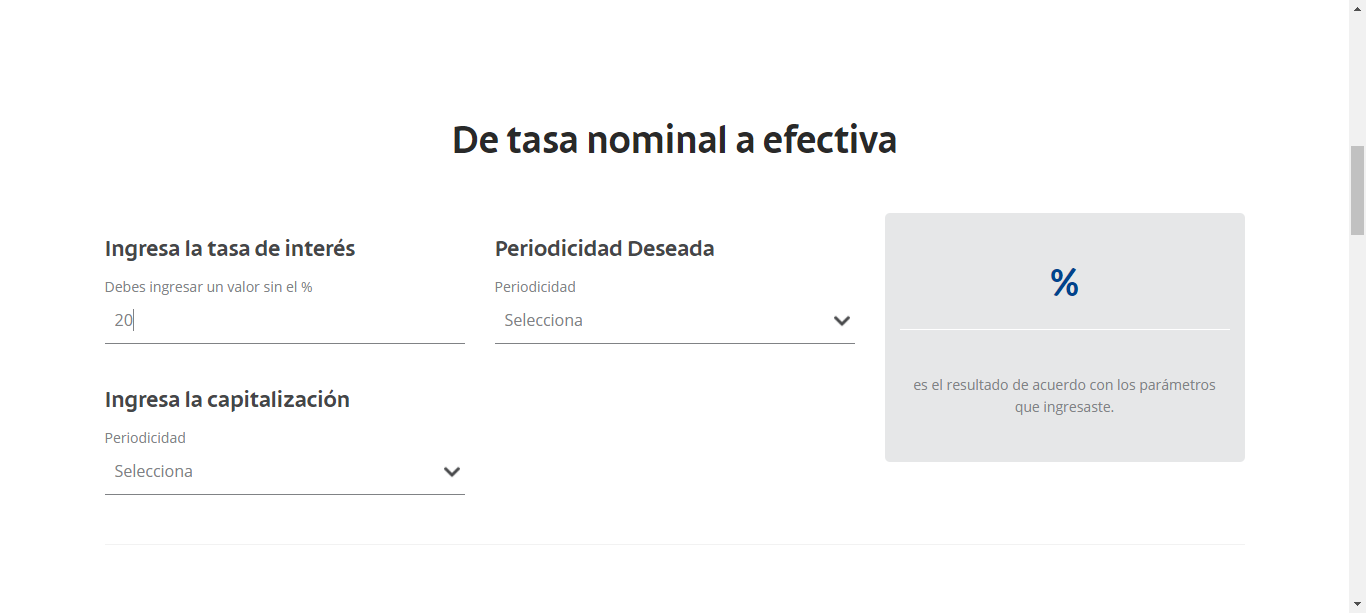 De tasa nominal a efectiva
Ingresa la tasa de interés
Debes ingresar un valor sin el %
20
Periodicidad Deseada
Periodicidad
Selecciona
Ingresa la capitalización
Periodicidad
Selecciona
%
es el resultado de acuerdo con los parámetros
que ingresaste.